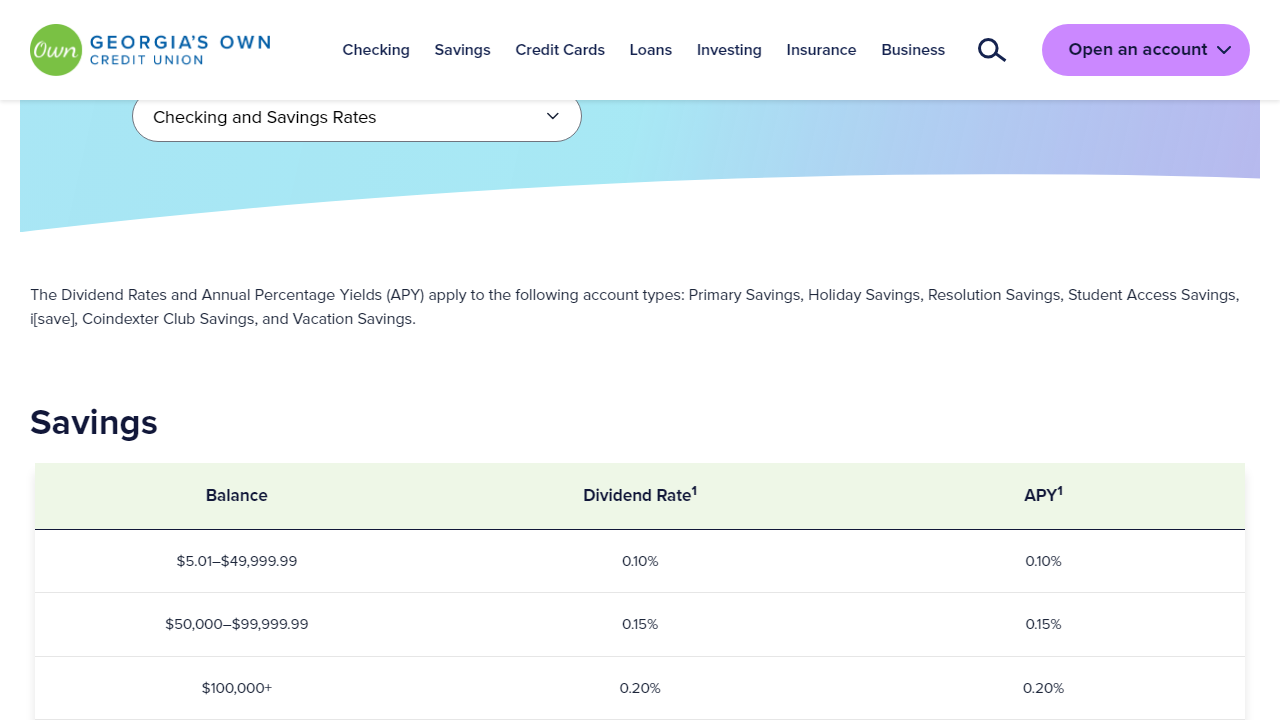 Own GEORGIA'S OWN
CREDIT UNION
Checking Savings Credit Cards Loans Investing Insurance Business Open an account
Checking and Savings Rates
The Dividend Rates and Annual Percentage Yields (APY) apply to the following account types: Primary Savings, Holiday Savings, Resolution Savings, Student Access Savings,
i[save], Coindexter Club Savings, and Vacation Savings.
Savings
Balance Dividend Rate1 APY1
$5.01–$49,999.99 0.10% 0.10%
$50,000–$99,999.99 0.15% 0.15%
$100,000+ 0.20% 0.20%